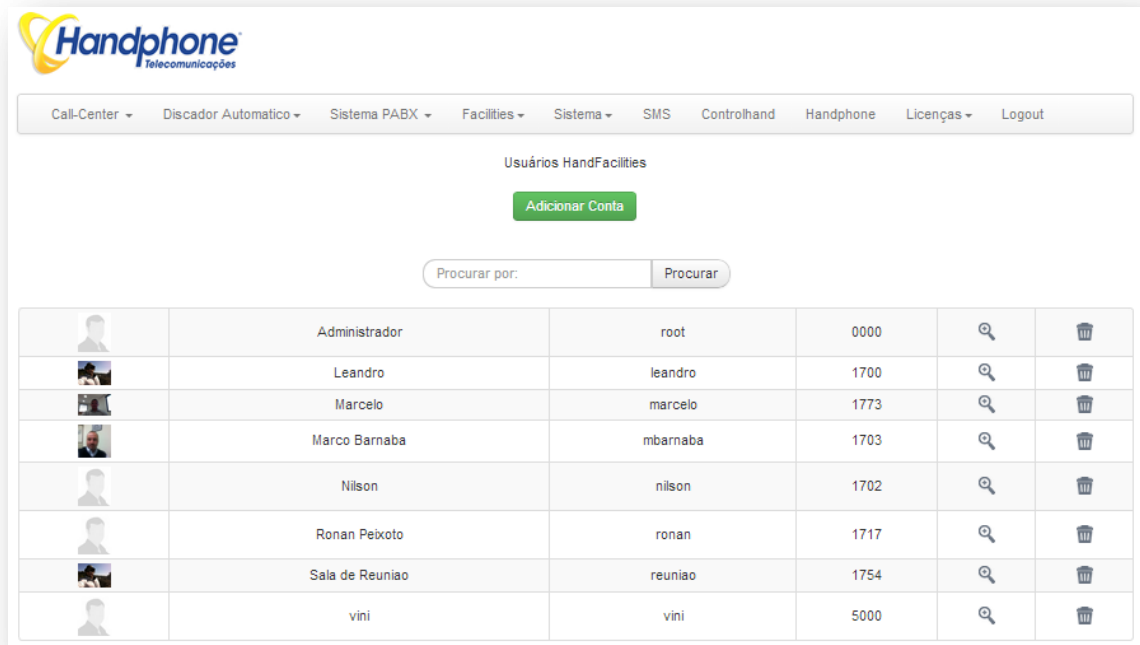 Handphone
Telecomunicações
Call-Center Discador Automatico Sistema PABX Facilities Sistema SMS Controlhand Handphone Licenças Logout
Usuários HandFacilities
Adicionar Conta
Procurar por: Procurar
Administrador root 0000
Leandro leandro 1700
Marcelo marcelo 1773
Marco Barnaba mbarnaba 1703
Nilson nilson 1702
Ronan Peixoto ronan 1717
Sala de Reuniao reuniao 1754
vini vini 5000